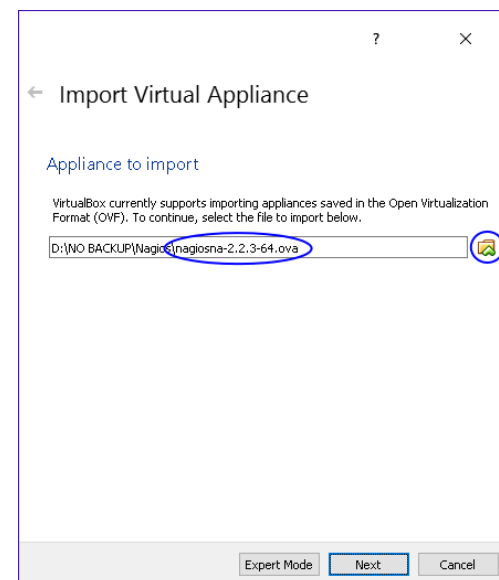 ?
Import Virtual Appliance
Appliance to import
VirtualBox currently supports importing appliances saved in the Open Virtualization
Format (OVF). To continue, select the file to import below.
D:\NO BACKUP\Nagios\nagiosna-2.2.3-64.ova
Expert Mode Next Cancel